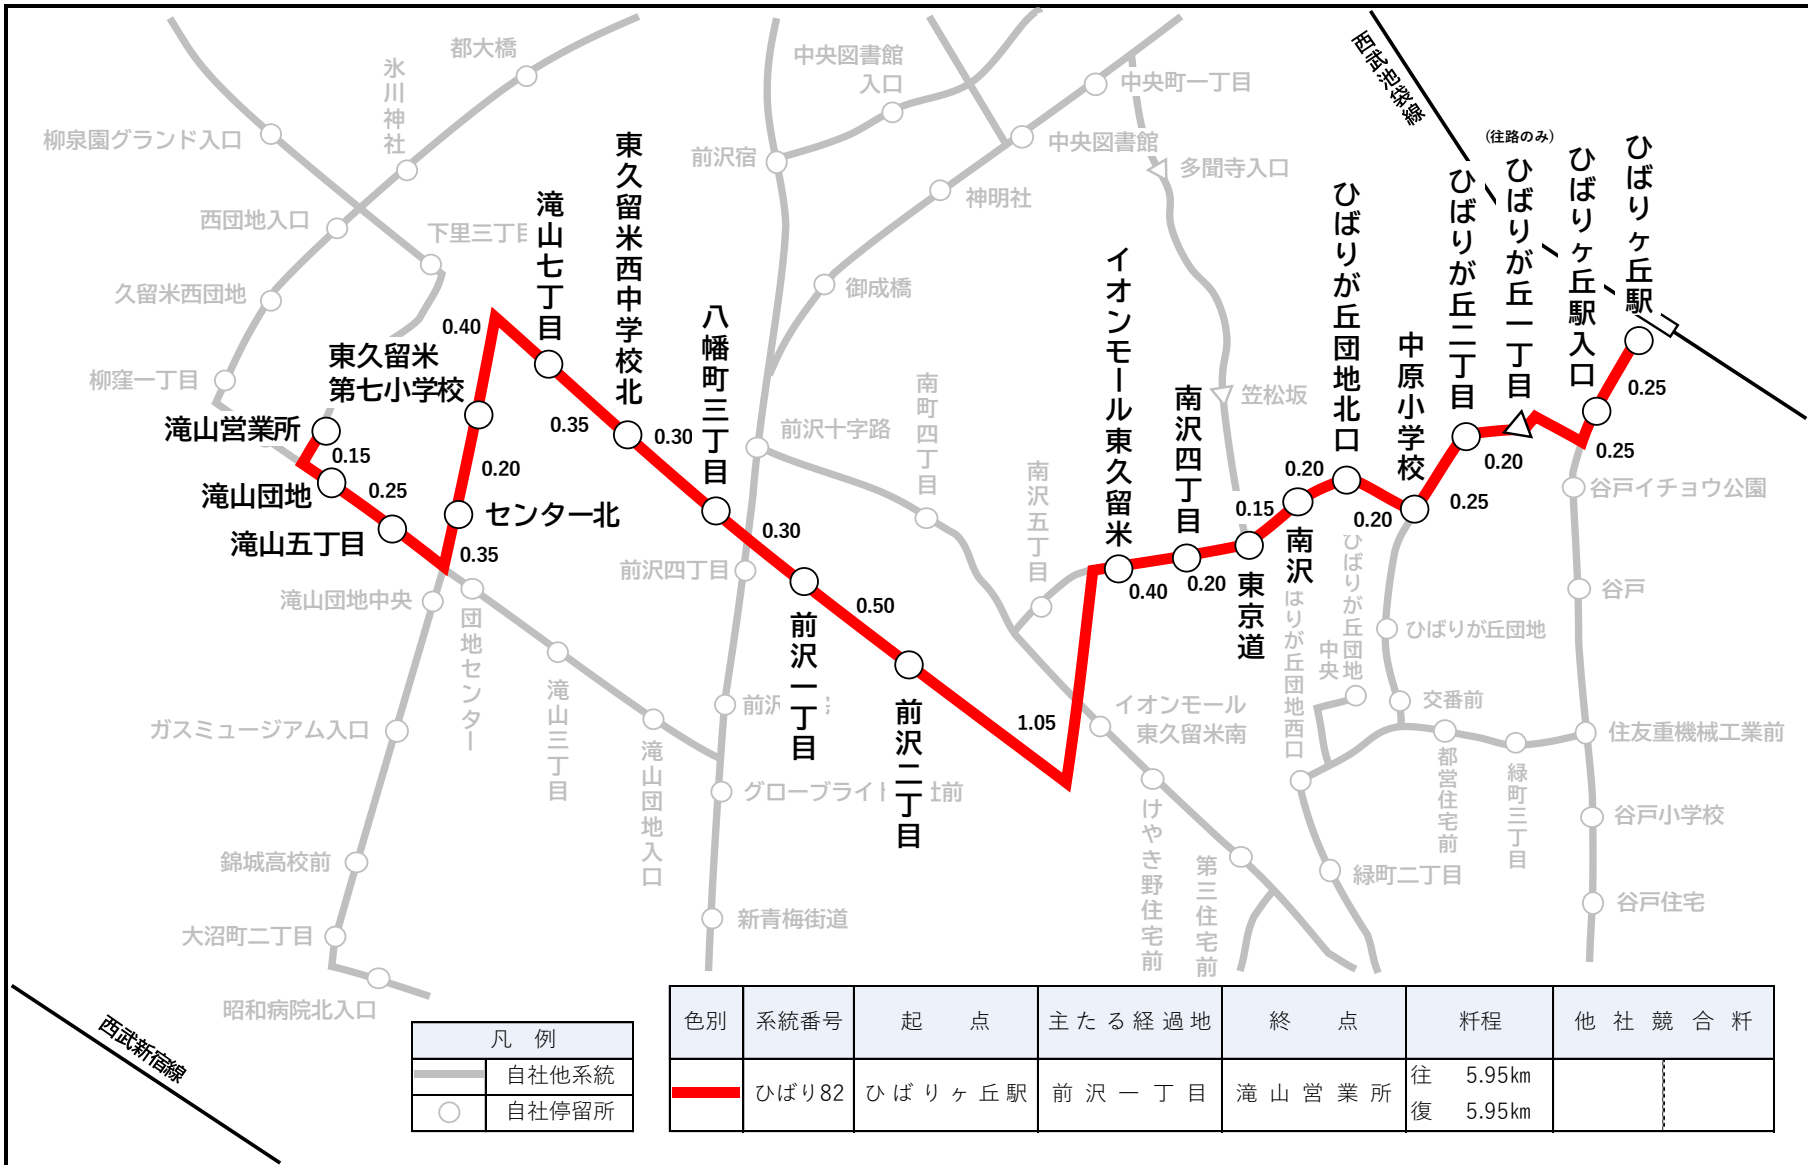 西武池袋線
都大橋
氷川神社
柳泉園グランド入口
西団地入口
下里三丁目
久留米西団地
柳窪一丁目
中央図書館
入口
中央町一丁目
中央図書館
前沢宿
神明社
御成橋
多聞寺入口
笠松坂
前沢十字路
南町四丁目
南沢五丁目
(往路のみ)
ひばりヶ丘駅
ひばりヶ丘駅入口
ひばりが丘一丁目
ひばりが丘二丁目
中原小学校
ひばりが丘団地北口
南沢
東京道
南沢四丁目
イオンモール東久留米
前沢二丁目
前沢一丁目
八幡町三丁目
東久留米西中学校北
滝山七丁目
東久留米
第七小学校
センター北
滝山五丁目
滝山団地
滝山営業所
0.25
0.25
0.20
0.25
0.20
0.20
0.15
0.20
0.40
1.05
0.50
0.30
0.30
0.35
0.40
0.20
0.35
0.25
0.15
谷戸イチョウ公園
谷戸
住友重機械工業前
谷戸小学校
谷戸住宅
ひばりが丘団地
交番前
都営住宅前
緑町三丁目
緑町二丁目
ひばりが丘団地
中央
ばりが丘団地西口
イオンモール
東久留米南
けやき野住宅前
第三住宅前
前沢四丁目
前沢
グローブライド
前
新青梅街道
滝山団地中央
団地センター
滝山三丁目
滝山団地入口
ガスミュージアム入口
錦城高校前
大沼町二丁目
昭和病院北入口
西武新宿線
凡 例
自社他系統
自社停留所
色別 系統番号 起 点 主たる経過地 終 点 粁程 他社競合粁
ひばり82 ひばりヶ丘駅 前沢一丁目 滝山営業所 往 5.95km
復 5.95km